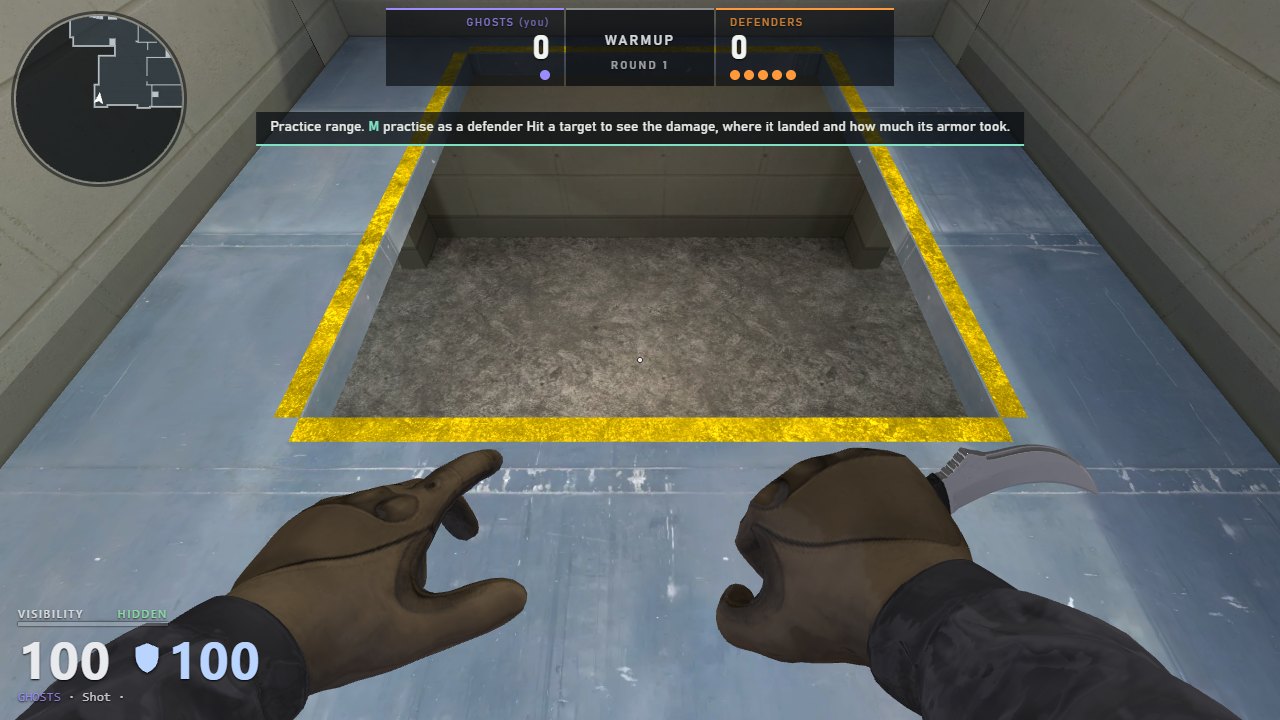 GHOSTS (you)
0
WARMUP
ROUND 1
DEFENDERS
0
Practice range. M practise as a defender Hit a target to see the damage, where it landed and how much its armor took.
VISIBILITY HIDDEN
100 100
GHOSTS · Shot ·